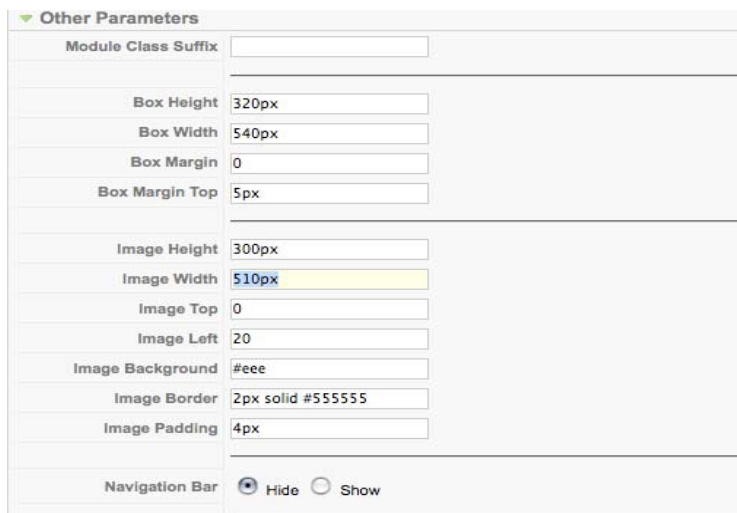 Other Parameters
Module Class Suffix
Box Height 320px
Box Width 540px
Box Margin 0
Box Margin Top 5px
Image Height 300px
Image Width 510px
Image Top 0
Image Left 20
Image Background #eee
Image Border 2px solid #555555
Image Padding 4px
Navigation Bar Hide Show